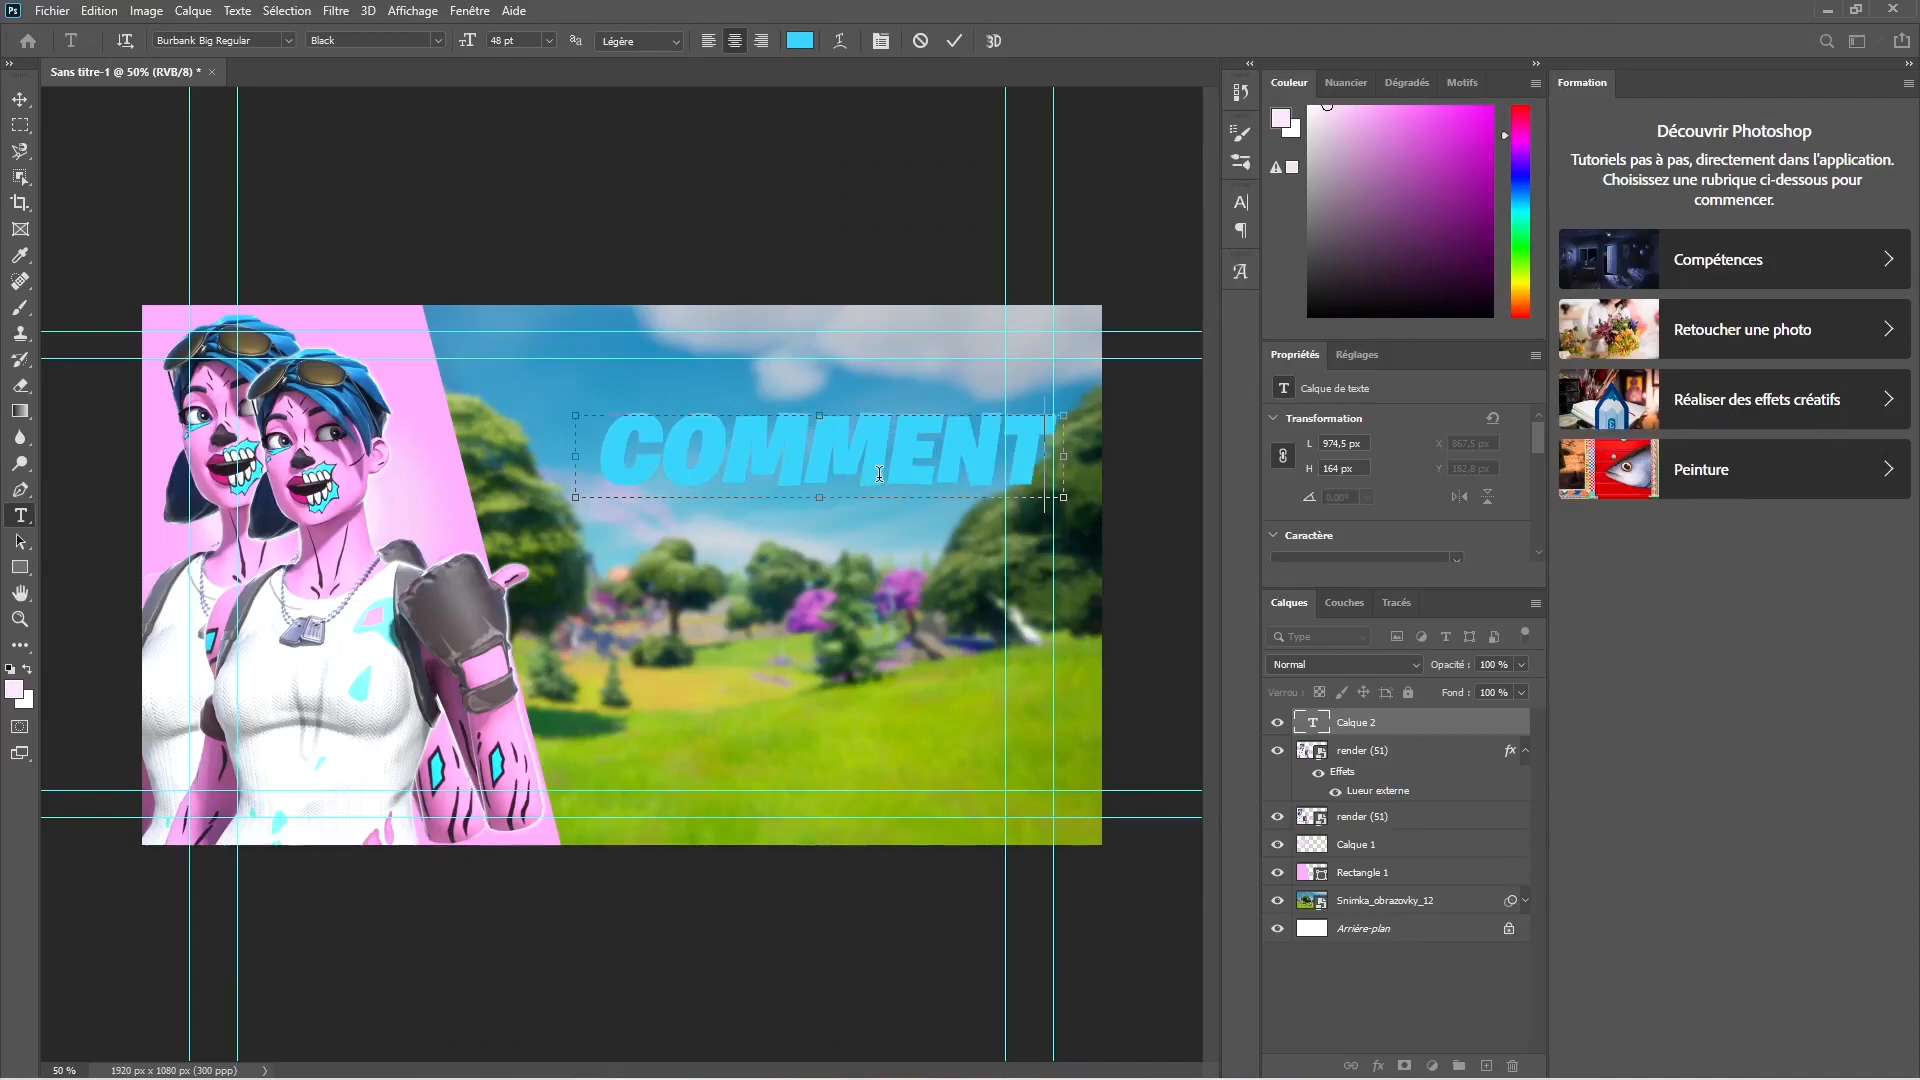 Ps Fichier Edition Image Calque Texte Sélection Filtre 3D Affichage Fenêtre Aide
Burbank Big Regular Black 48 pt Légère 3D
Sans titre-1 @ 50% (RVB/8) * ×
Couleur Nuancier Dégradés Motifs
Formation
Découvrir Photoshop
Tutoriels pas à pas, directement dans l'application.
Choisissez une rubrique ci-dessous pour
commencer.
Compétences
Retoucher une photo
Réaliser des effets créatifs
Peinture
COMMENT
Propriétés Réglages
T Calque de texte
Transformation
L 974,5 px X 867,5 px
H 164 px Y 182,8 px
0,00°
Caractère
Calques Couches Tracés
Type
Normal Opacité : 100 %
Verrou : Fond : 100 %
T Calque 2
render (51) fx
Effets
Lueur externe
render (51)
Calque 1
Rectangle 1
Snimka_obrazovky_12
Arrière-plan
fx
50 % 1920 px x 1080 px (300 ppp)